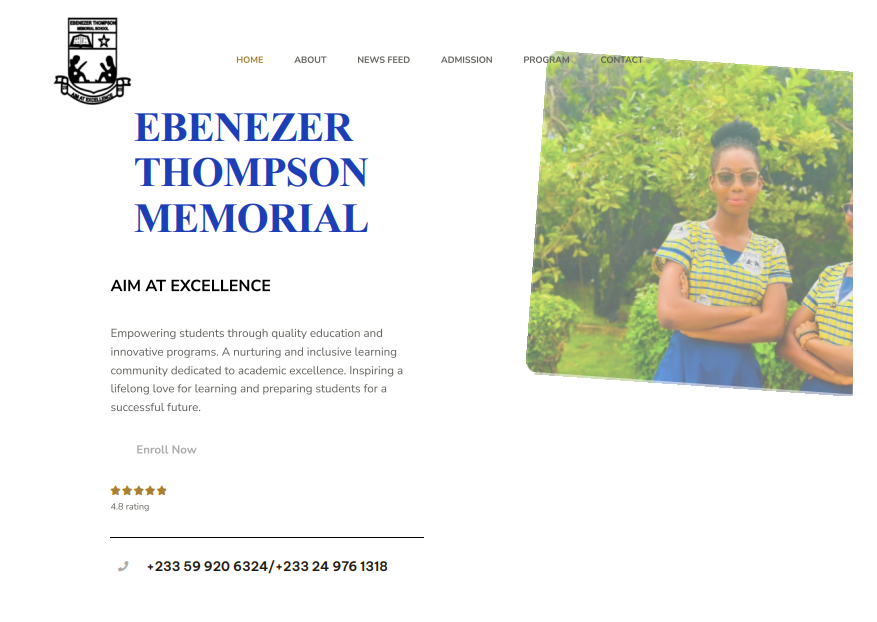 EBENEZER THOMPSON
MEMORIAL SCHOOL
AIM AT EXCELLENCE
HOME ABOUT NEWS FEED ADMISSION PROGRAM CONTACT
EBENEZER
THOMPSON
MEMORIAL
AIM AT EXCELLENCE
Empowering students through quality education and
innovative programs. A nurturing and inclusive learning
community dedicated to academic excellence. Inspiring a
lifelong love for learning and preparing students for a
successful future.
Enroll Now
4.8 rating
+233 59 920 6324/+233 24 976 1318